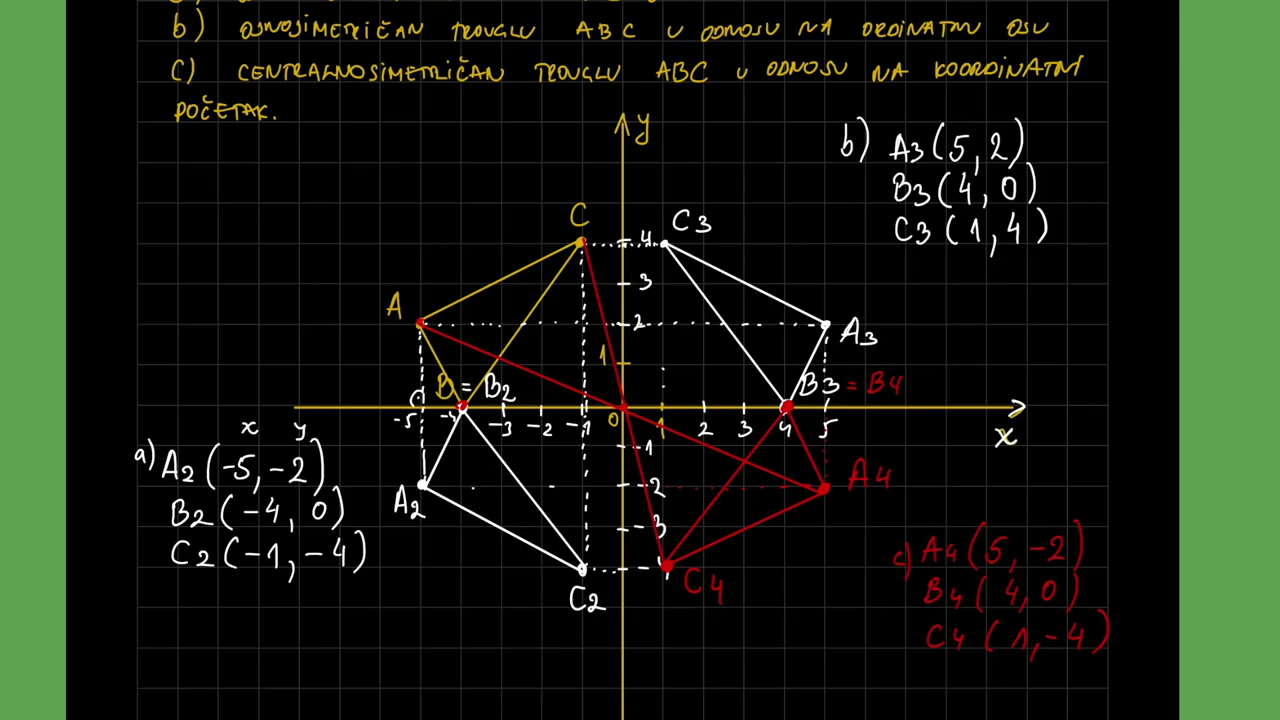 b) OSNOSIMETRIČAN TROUGLU ABC U ODNOSU NA ORDINATNU OSU
C) CENTRALNOSIMETRIČAN TROUGLU ABC U ODNOSU NA KOORDINATNI
POČETAK.
y
b) A3(5, 2)
B3(4, 0)
C3(1, 4)
C
C3
4
3
A
2
A3
1
B = B2
B3 = B4
-5 -4 -3 -2 -1 0 1 2 3 4 5
x
x y
-1
a) A2(-5, -2)
-2
A4
A2
B2(-4, 0)
3
C2(-1, -4)
c) A4(5, -2)
C4
B4(4, 0)
C2
C4(1, -4)